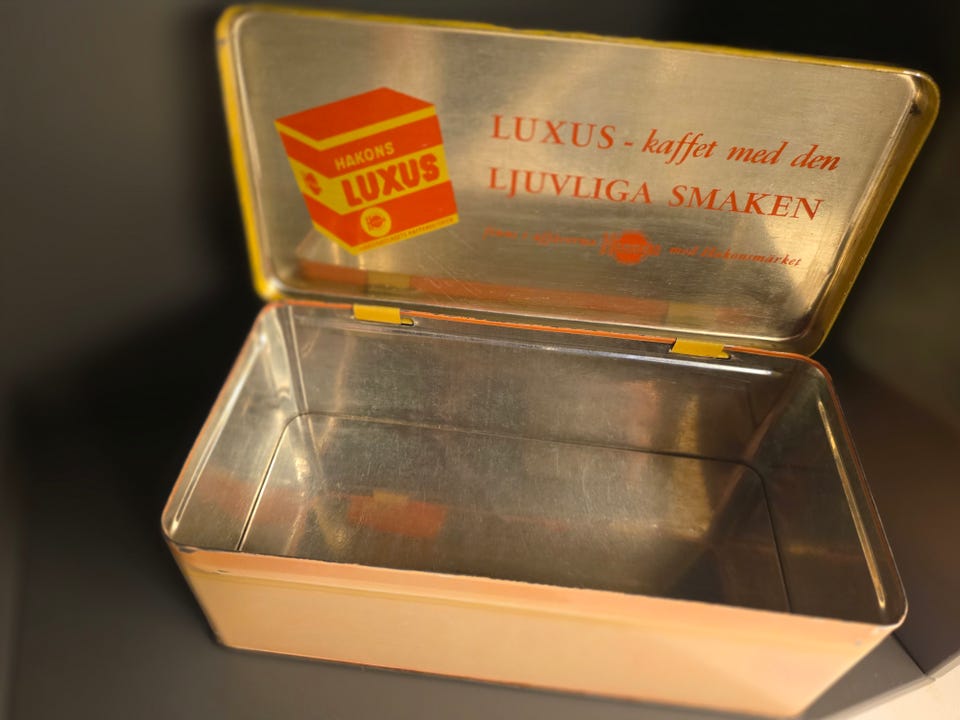 HAKONS
LUXUS
LUXUS - kaffet med den
LJUVLIGA SMAKEN
med Hakonsmärket